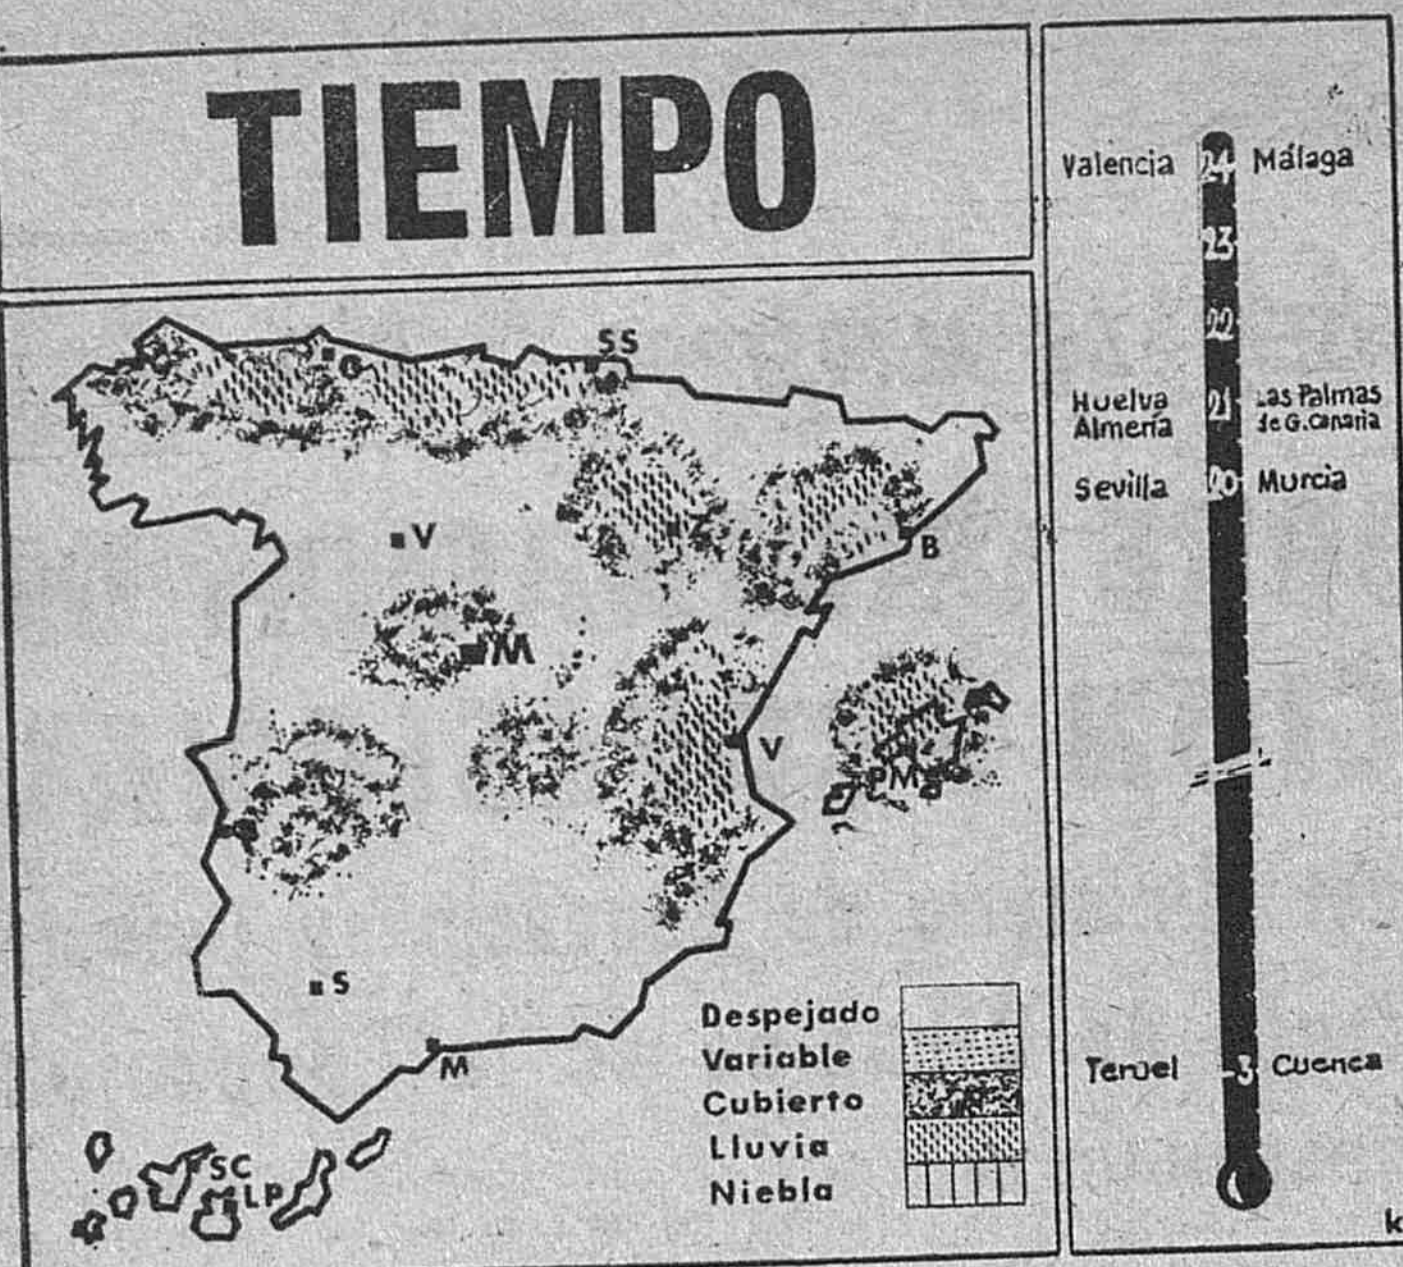 TIEMPO
SS
G
V
B
M
V
PM
S
M
SC
LP
Despejado
Variable
Cubierto
Lluvia
Niebla
Valencia 24 Málaga
23
22
Huelva 21 Las Palmas
Almería de G. Canaria
Sevilla 20 Murcia
Teruel -3 Cuenca
k